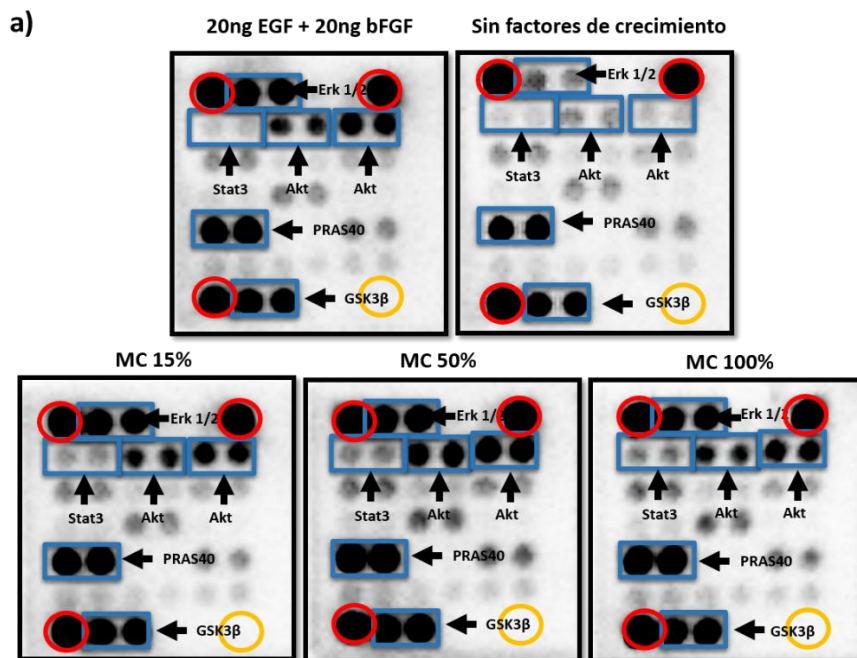 a)
20ng EGF + 20ng bFGF
Sin factores de crecimiento
Erk 1/2
Erk 1/2
Stat3
Akt
Akt
Stat3
Akt
Akt
PRAS40
PRAS40
GSK3β
GSK3β
MC 15%
MC 50%
MC 100%
Erk 1/2
Erk 1/2
Erk 1/2
Stat3
Akt
Akt
Stat3
Akt
Akt
Stat3
Akt
Akt
PRAS40
PRAS40
PRAS40
GSK3β
GSK3β
GSK3β